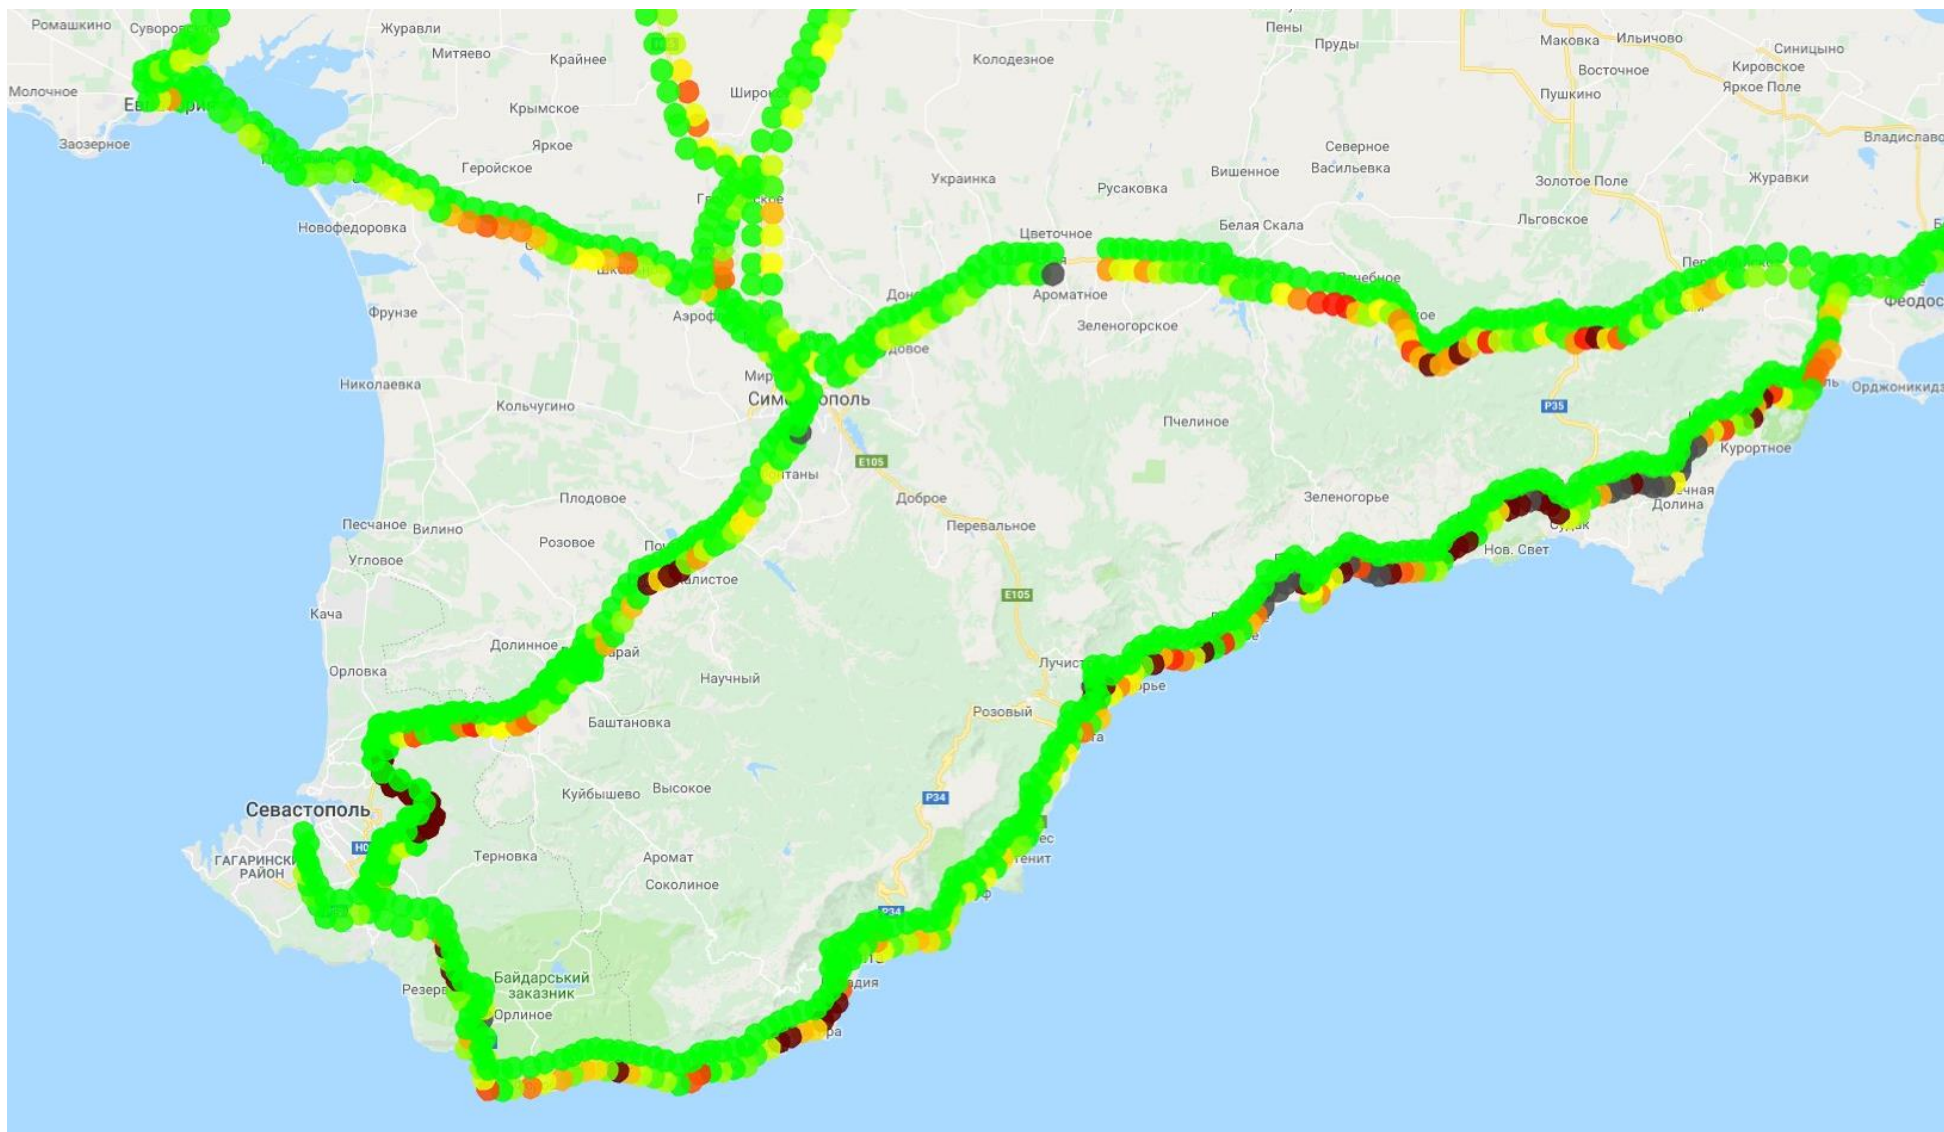 Ромашкино
Суворовское
Журавли
Митяево
Крайнее
Колодезное
Пены
Пруды
Маковка
Ильичово
Синицыно
Кировское
Восточное
Яркое Поле
Пушкино
Молочное
Крымское
Заозерное
Яркое
Геройское
Владиславо
Северное
Васильевка
Вишенное
Украинка
Русаковка
Золотое Поле
Журавки
Новофедоровка
Льговское
Белая Скала
Цветочное
Ароматное
Фрунзе
Зеленогорское
Николаевка
Орджоникидз
Симферополь
Кольчугино
P35
Пчелиное
Курортное
E105
Плодовое
Доброе
Зеленогорье
Долина
Песчаное
Вилино
Перевальное
Судак
Розовое
Нов. Свет
Угловое
E105
Кача
Долинное
Орловка
Научный
Розовый
Баштановка
Куйбышево
Высокое
P34
Севастополь
Терновка
Аромат
Соколиное
ГАГАРИНСКИ
РАЙОН
P34
Байдарський
заказник
Орлиное